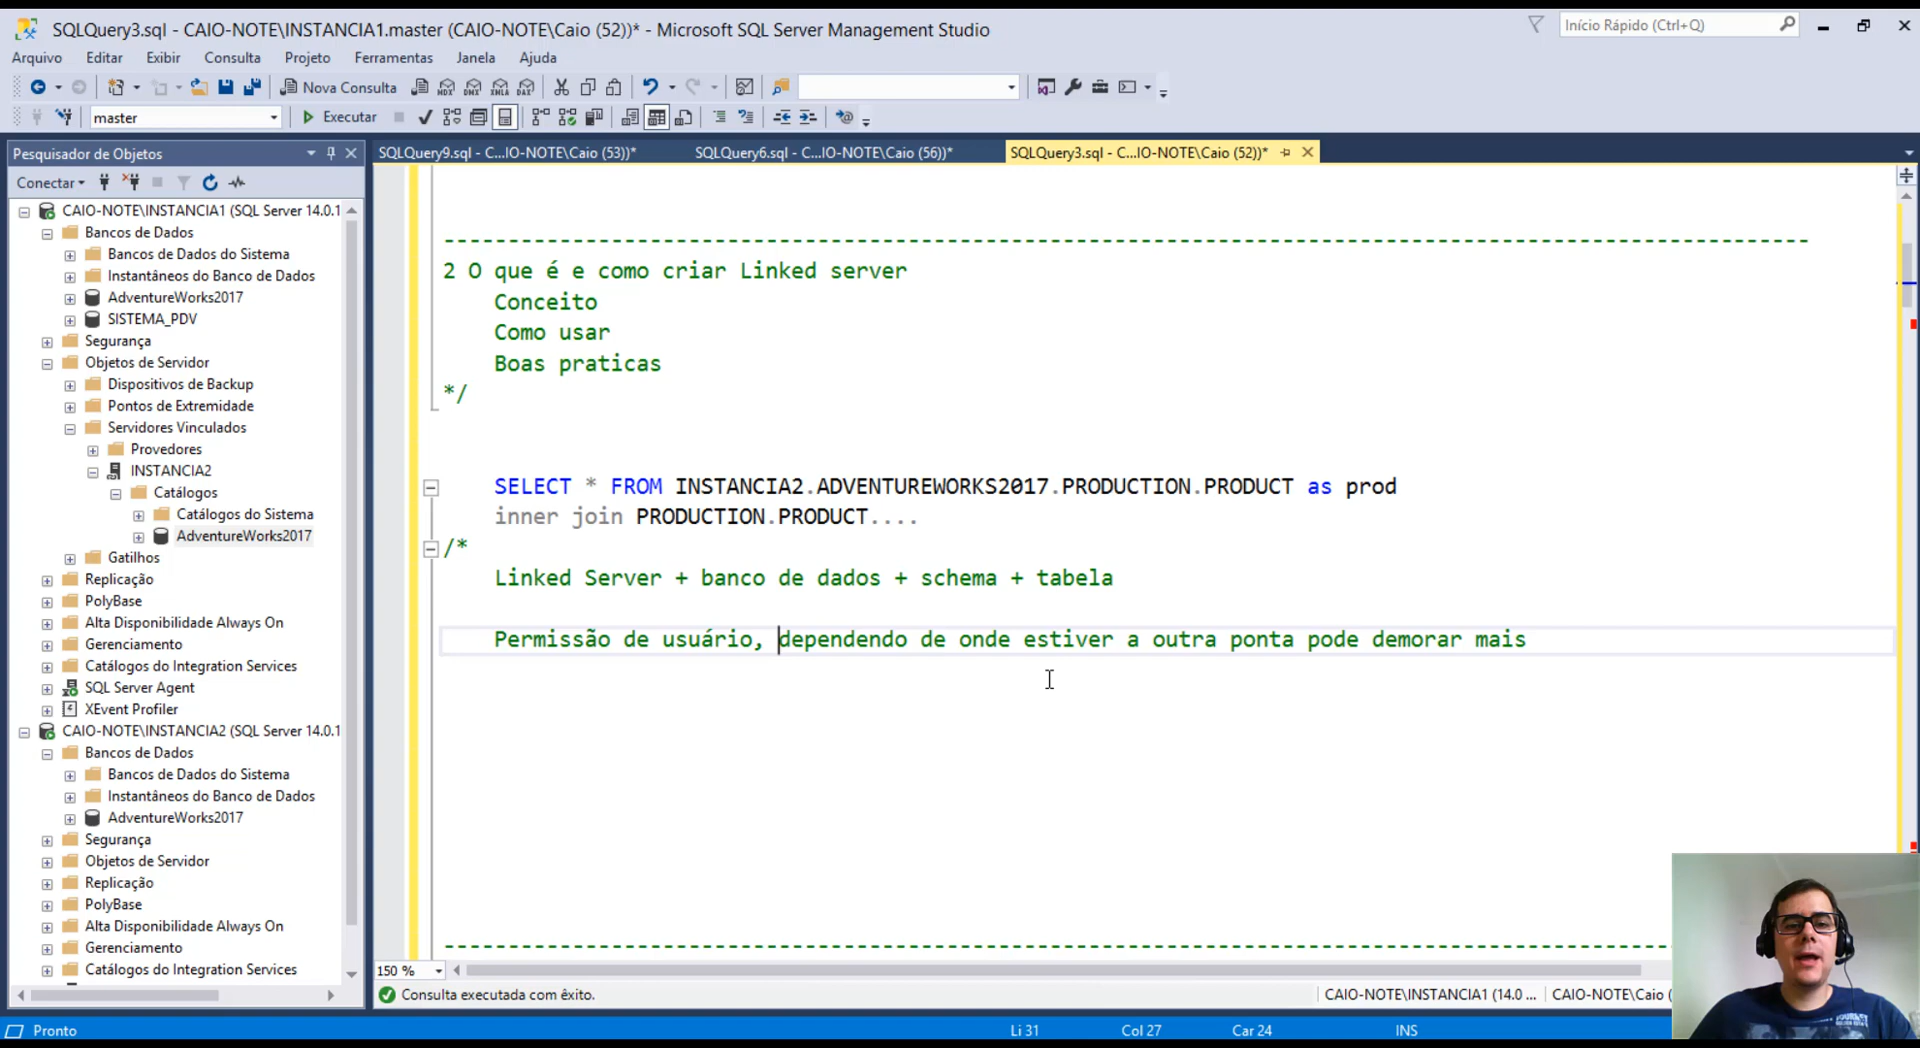 SQLQuery3.sql - CAIO-NOTE\INSTANCIA1.master (CAIO-NOTE\Caio (52))* - Microsoft SQL Server Management Studio
Início Rápido (Ctrl+Q)
Arquivo Editar Exibir Consulta Projeto Ferramentas Janela Ajuda
Nova Consulta
master
Executar
Pesquisador de Objetos
SQLQuery9.sql - C...IO-NOTE\Caio (53))*
SQLQuery6.sql - C...IO-NOTE\Caio (56))*
SQLQuery3.sql - C...IO-NOTE\Caio (52))*
Conectar
CAIO-NOTE\INSTANCIA1 (SQL Server 14.0.1
Bancos de Dados
Bancos de Dados do Sistema
Instantâneos do Banco de Dados
AdventureWorks2017
SISTEMA_PDV
Segurança
Objetos de Servidor
Dispositivos de Backup
Pontos de Extremidade
Servidores Vinculados
Provedores
INSTANCIA2
Catálogos
Catálogos do Sistema
AdventureWorks2017
Gatilhos
Replicação
PolyBase
Alta Disponibilidade Always On
Gerenciamento
Catálogos do Integration Services
SQL Server Agent
XEvent Profiler
CAIO-NOTE\INSTANCIA2 (SQL Server 14.0.1
Bancos de Dados
Bancos de Dados do Sistema
Instantâneos do Banco de Dados
AdventureWorks2017
Segurança
Objetos de Servidor
Replicação
PolyBase
Alta Disponibilidade Always On
Gerenciamento
Catálogos do Integration Services
2 O que é e como criar Linked server
Conceito
Como usar
Boas praticas
*/
SELECT * FROM INSTANCIA2.ADVENTUREWORKS2017.PRODUCTION.PRODUCT as prod
inner join PRODUCTION.PRODUCT....
/*
Linked Server + banco de dados + schema + tabela
Permissão de usuário, dependendo de onde estiver a outra ponta pode demorar mais
150 %
Consulta executada com êxito.
CAIO-NOTE\INSTANCIA1 (14.0 ...
CAIO-NOTE\Caio (
Pronto
Li 31
Col 27
Car 24
INS